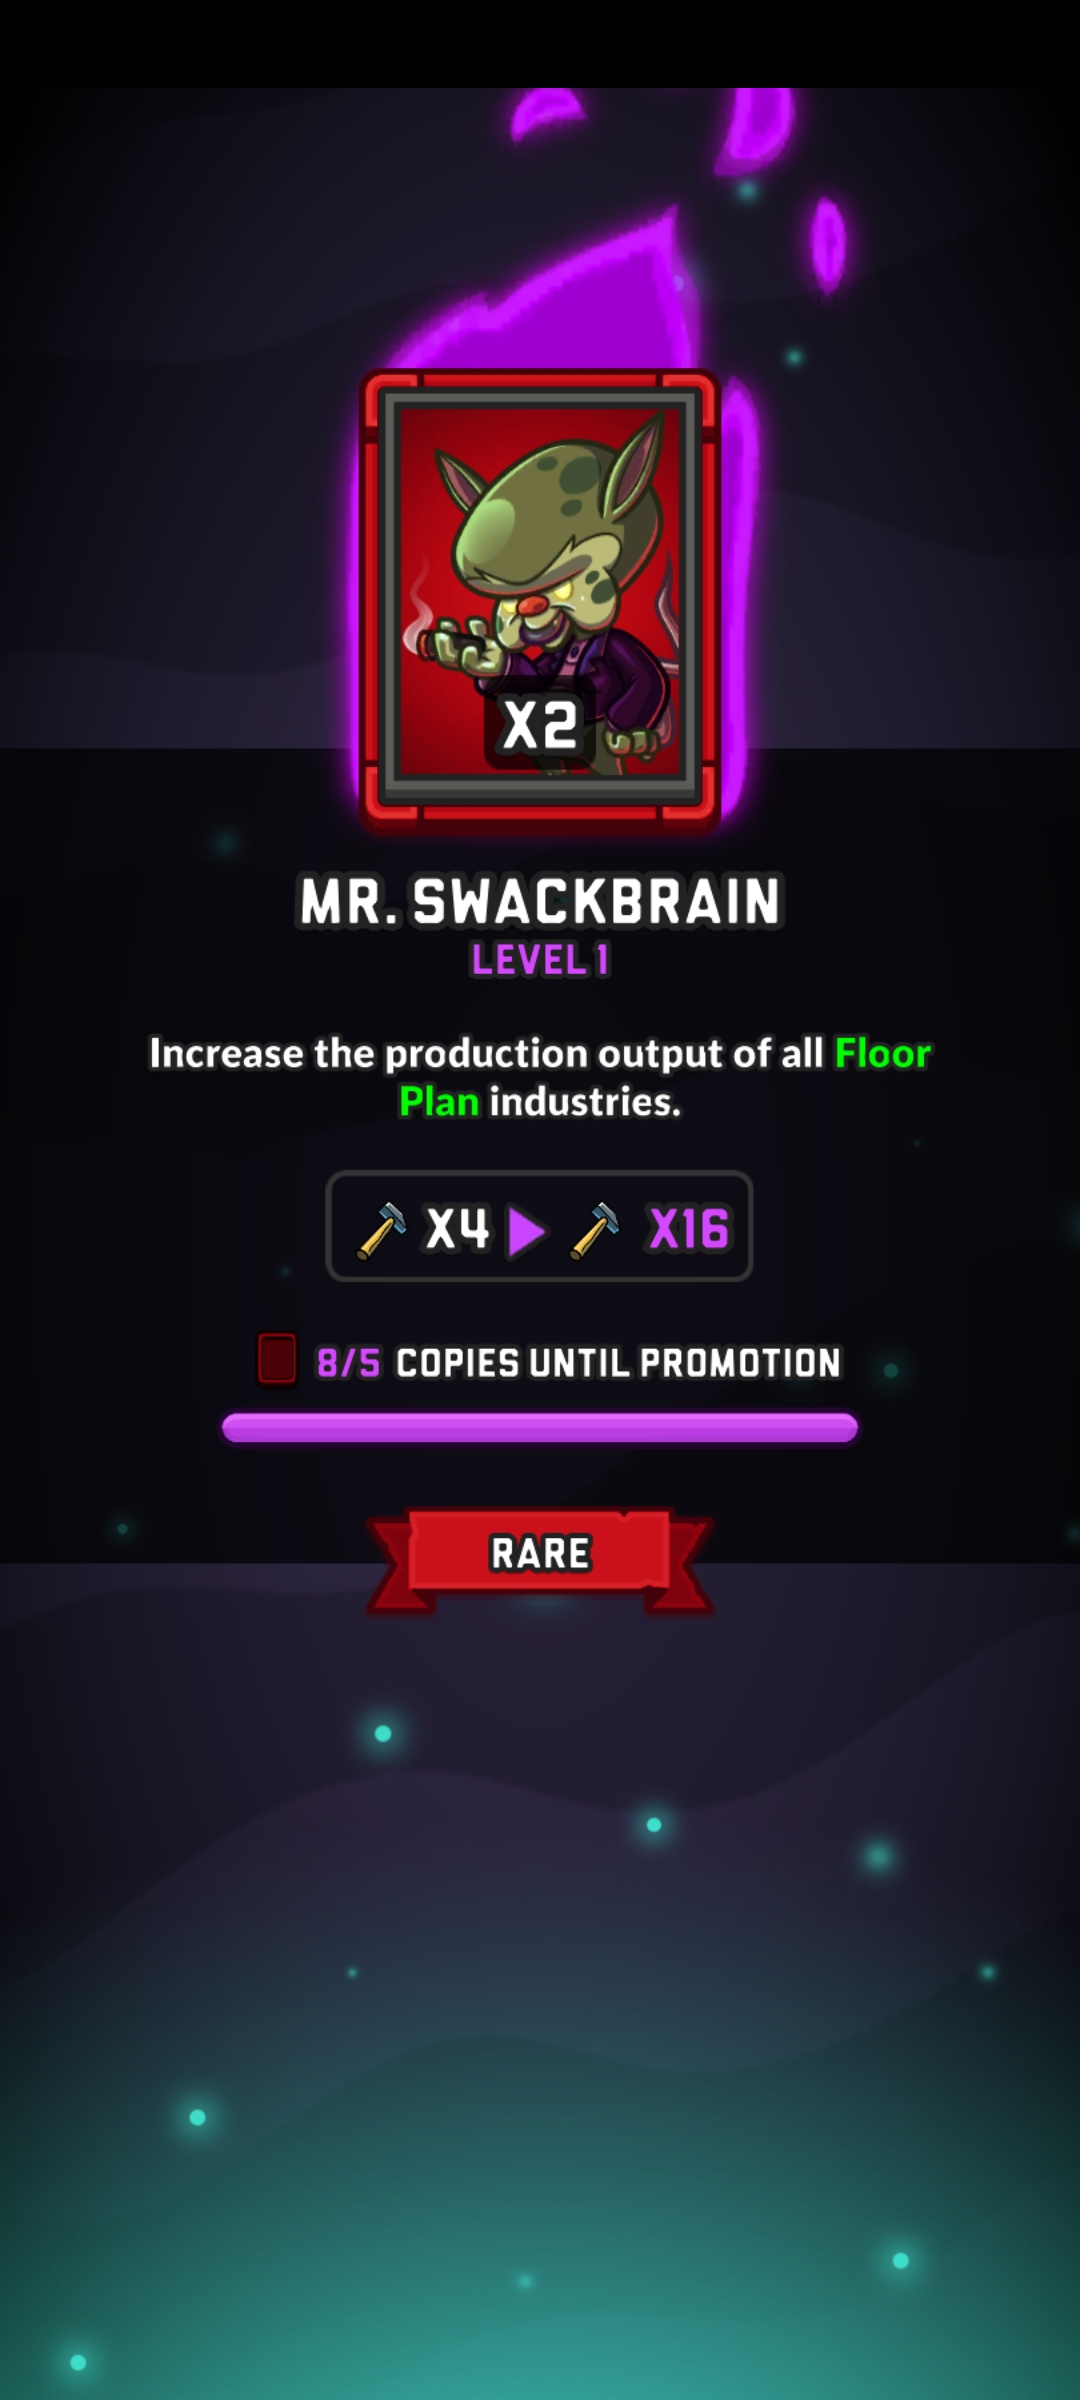 X2
MR. SWACKBRAIN
LEVEL 1
Increase the production output of all Floor
Plan industries.
X4 X16
8/5 COPIES UNTIL PROMOTION
RARE